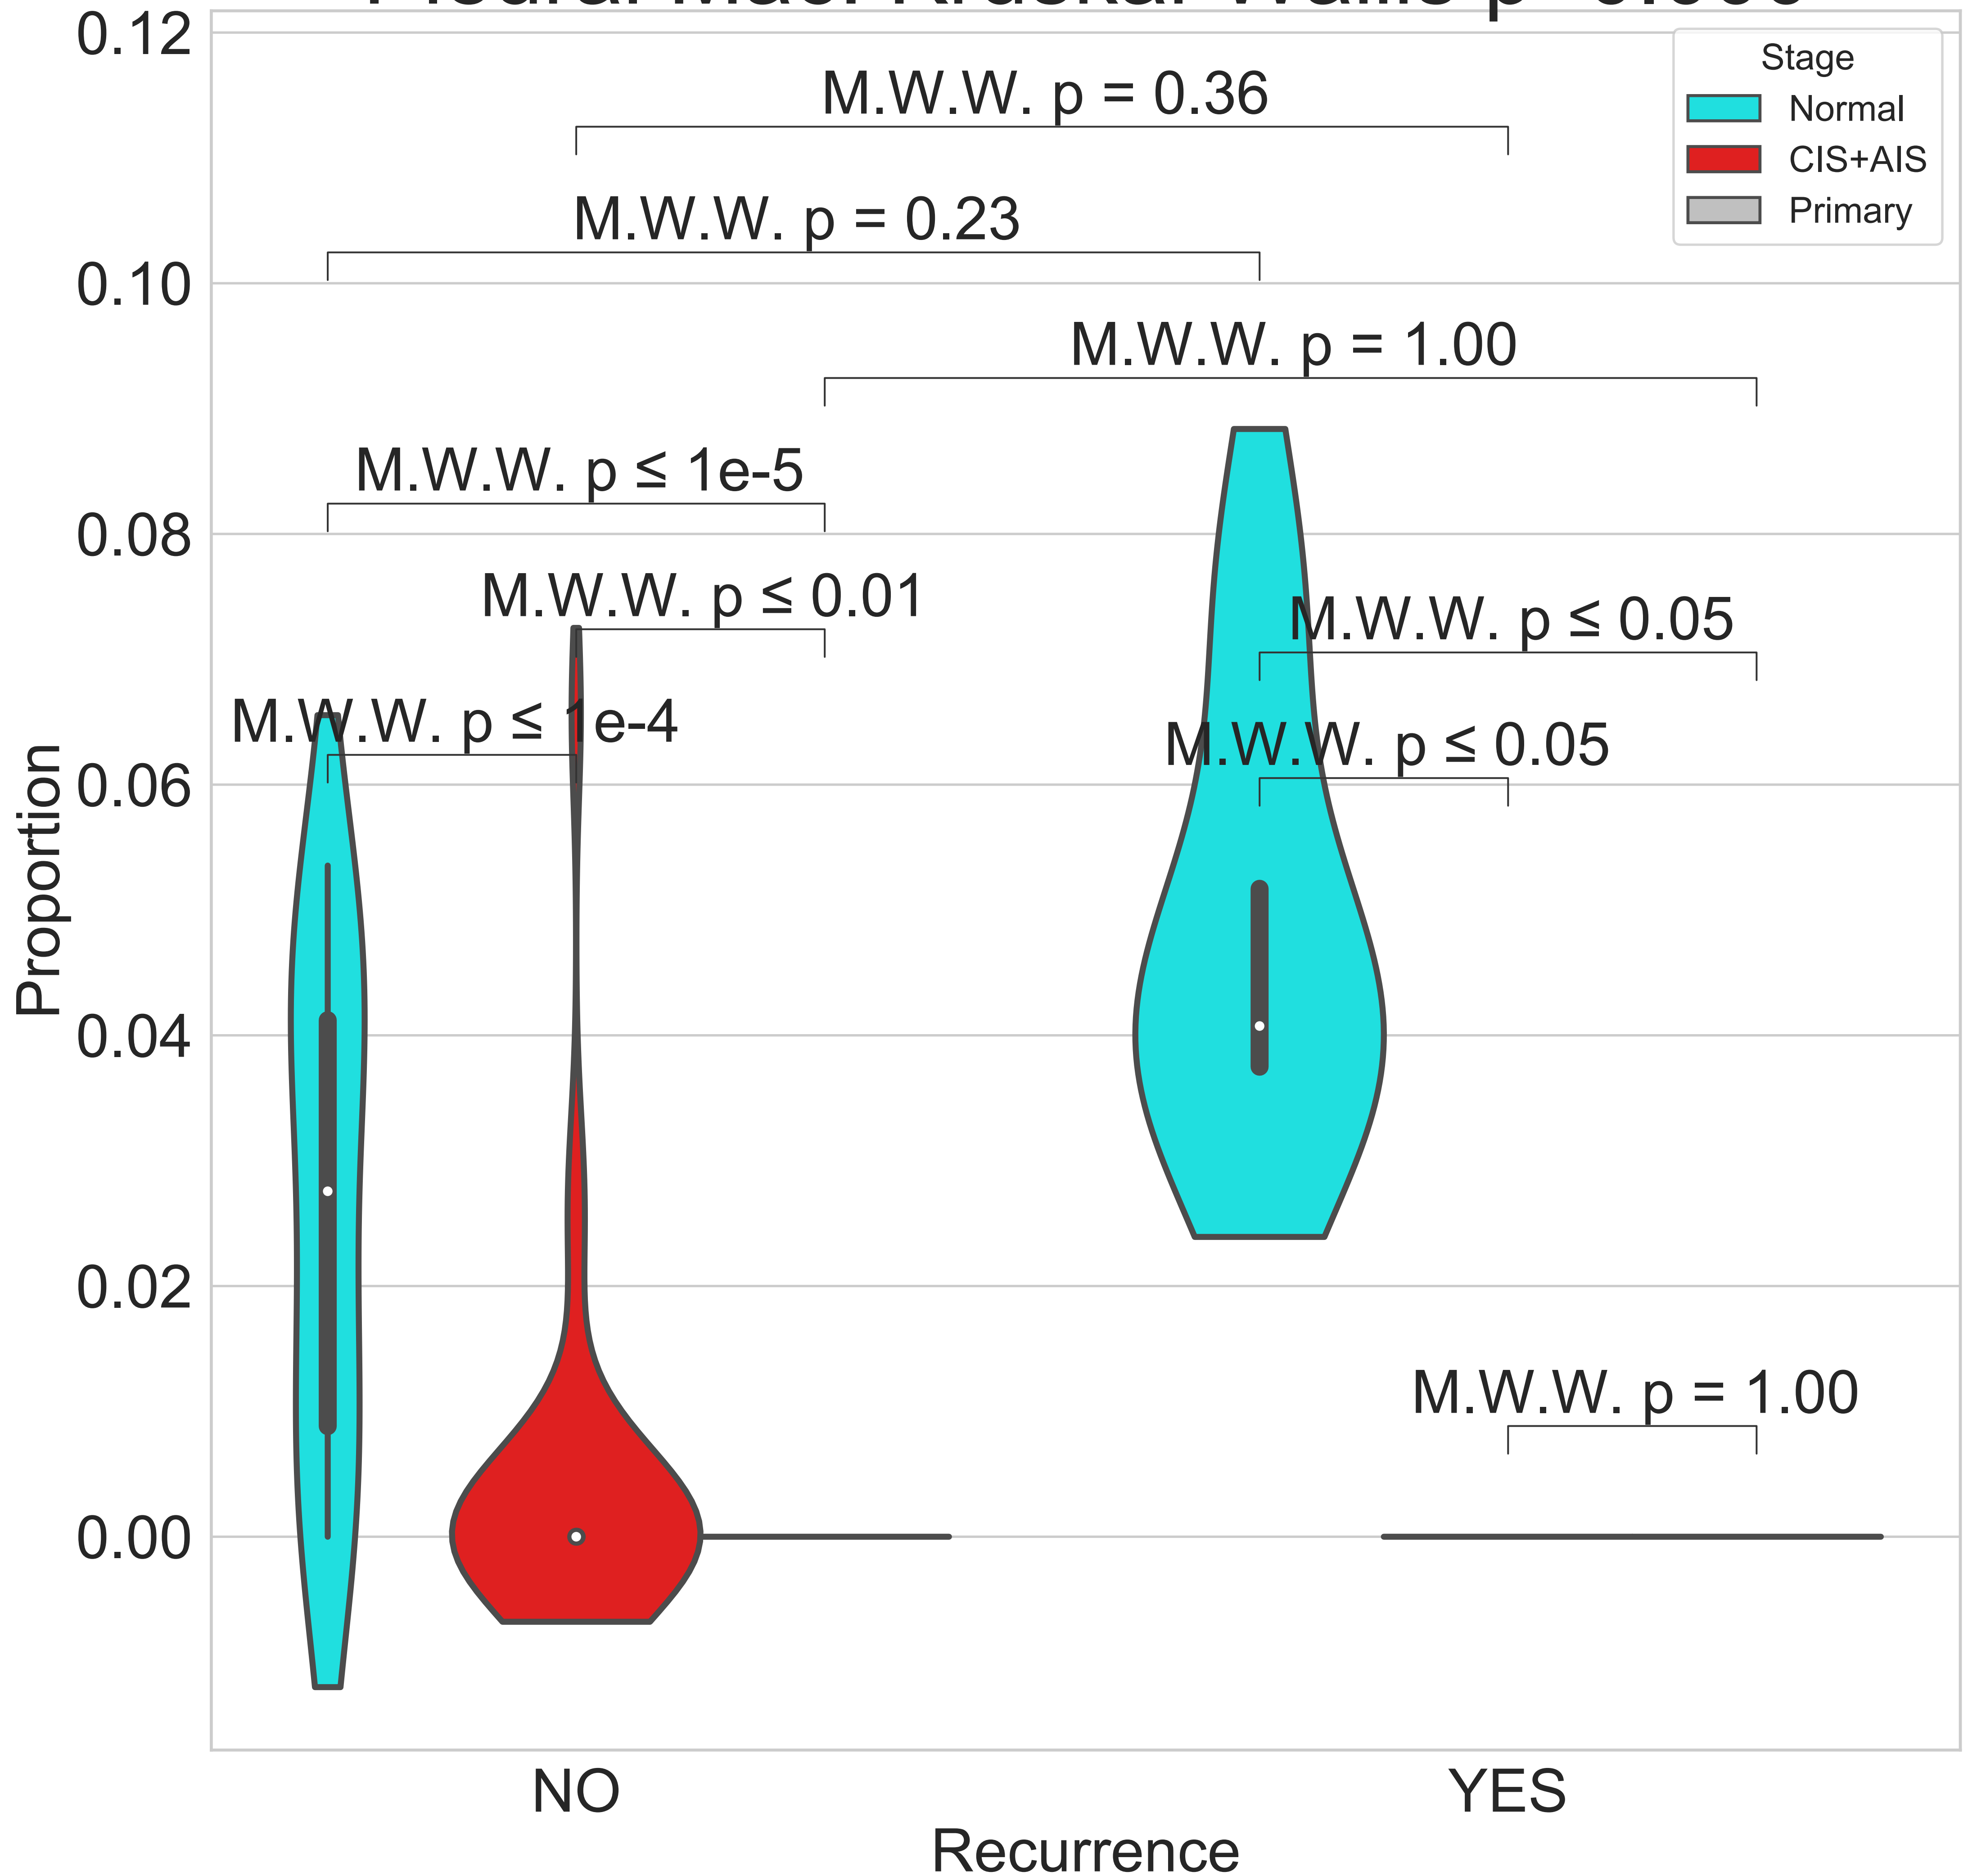 0.12
0.10
0.08
0.06
0.04
0.02
0.00
Proportion
M.W.W. p = 0.36
M.W.W. p = 0.23
M.W.W. p = 1.00
M.W.W. p ≤ 1e-5
M.W.W. p ≤ 0.01
M.W.W. p ≤ 1e-4
M.W.W. p ≤ 0.05
M.W.W. p ≤ 0.05
M.W.W. p = 1.00
Stage
Normal
CIS+AIS
Primary
NO
YES
Recurrence